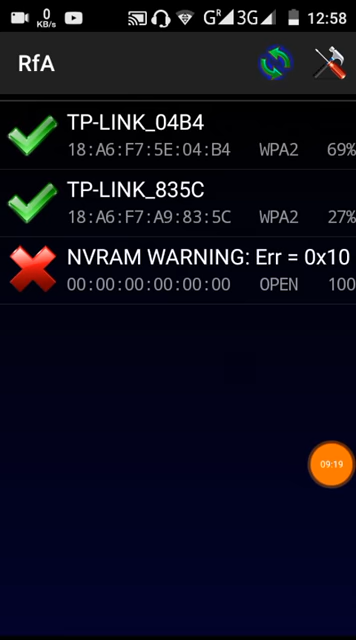 0 KB/s G R 3G 12:58
RfA
TP-LINK_04B4
18:A6:F7:5E:04:B4 WPA2 69%
TP-LINK_835C
18:A6:F7:A9:83:5C WPA2 27%
NVRAM WARNING: Err = 0x10
00:00:00:00:00:00 OPEN 100
09:19